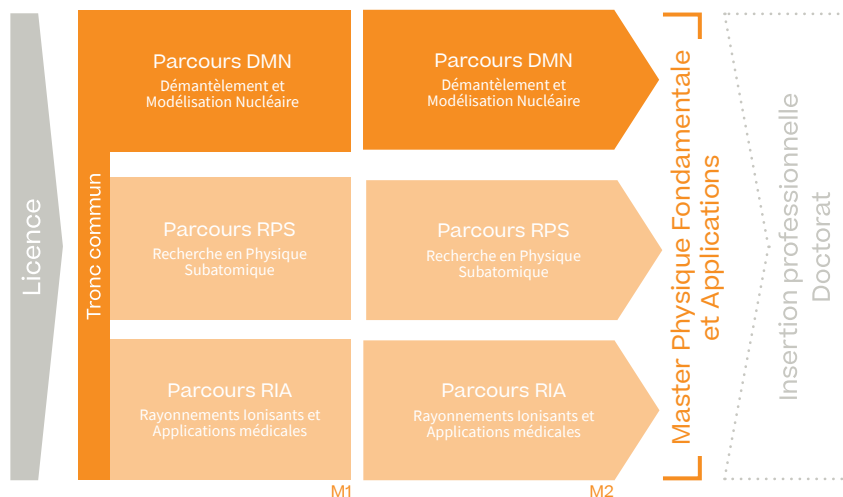 Licence
Tronc commun
Parcours DMN
Démantèlement et
Modélisation Nucléaire
Parcours DMN
Démantèlement et
Modélisation Nucléaire
Parcours RPS
Recherche en Physique
Subatomique
Parcours RPS
Recherche en Physique
Subatomique
Parcours RIA
Rayonnements Ionisants et
Applications médicales
Parcours RIA
Rayonnements Ionisants et
Applications médicales
M1
M2
Master Physique Fondamentale
et Applications
Insertion professionnelle
Doctorat